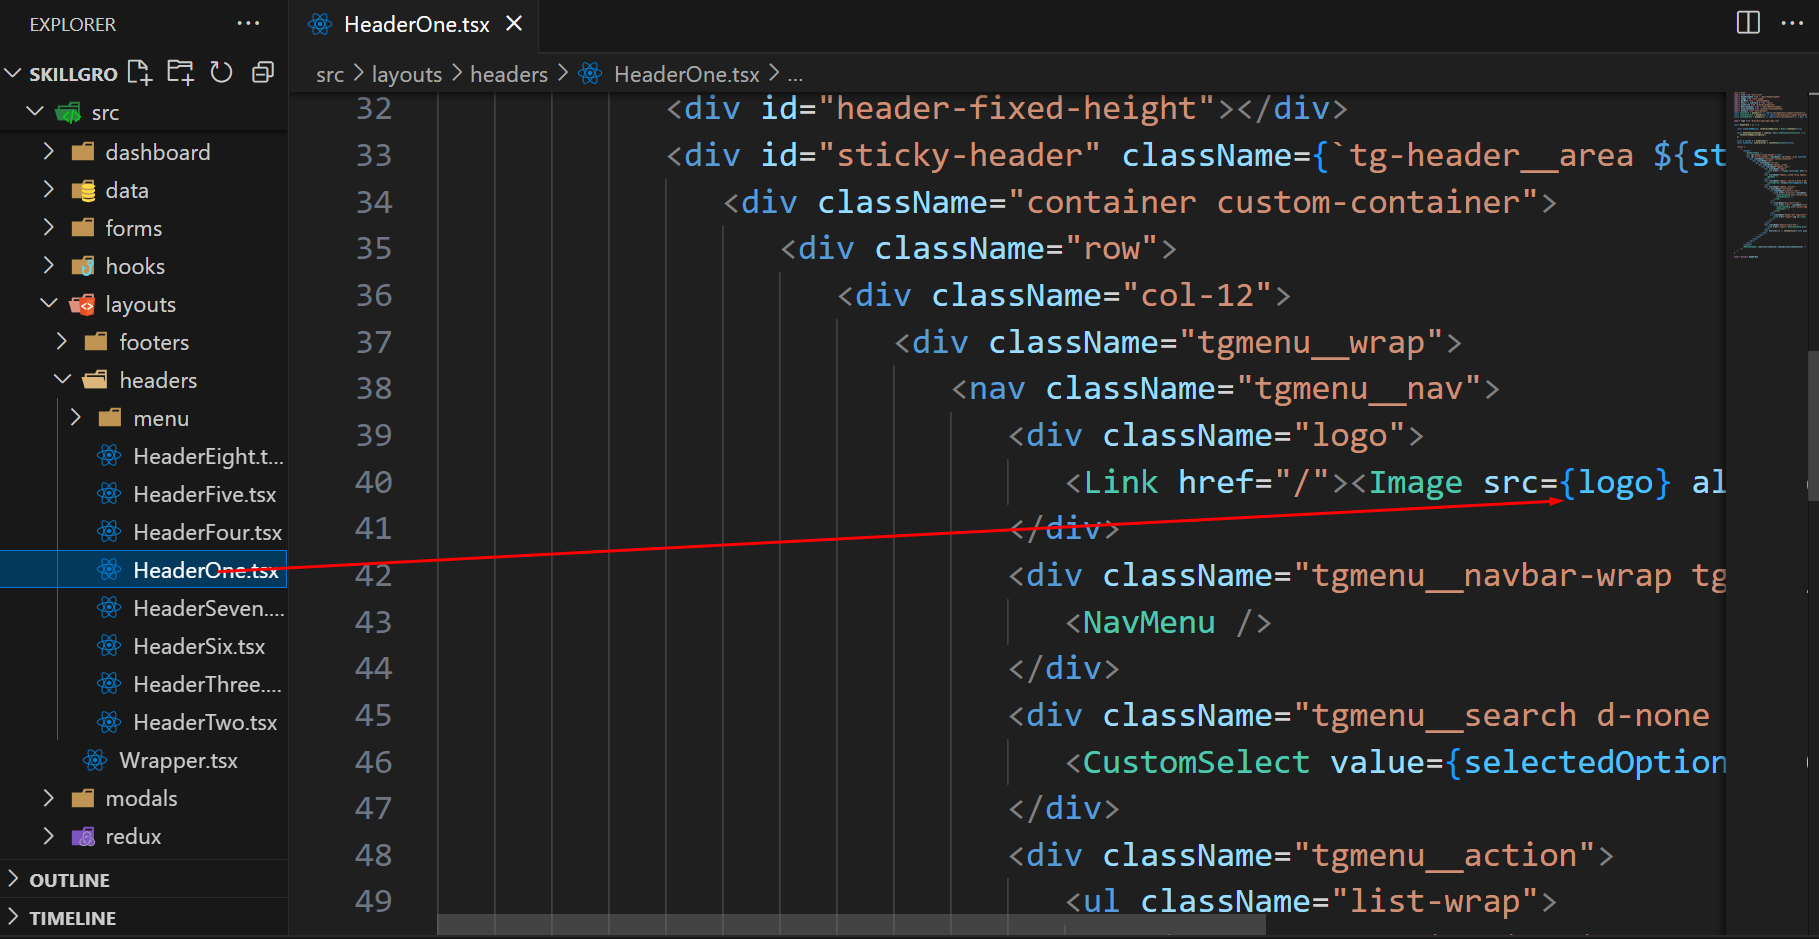 EXPLORER ...
SKILLGRO
src
dashboard
data
forms
hooks
layouts
footers
headers
menu
HeaderEight.t...
HeaderFive.tsx
HeaderFour.tsx
HeaderOne.tsx
HeaderSeven....
HeaderSix.tsx
HeaderThree....
HeaderTwo.tsx
Wrapper.tsx
modals
redux
OUTLINE
TIMELINE
HeaderOne.tsx
src > layouts > headers > HeaderOne.tsx > ...
32 <div id="header-fixed-height"></div>
33 <div id="sticky-header" className={`tg-header__area ${st
34 <div className="container custom-container">
35 <div className="row">
36 <div className="col-12">
37 <div className="tgmenu__wrap">
38 <nav className="tgmenu__nav">
39 <div className="logo">
40 <Link href="/"><Image src={logo} al
41 </div>
42 <div className="tgmenu__navbar-wrap tg
43 <NavMenu />
44 </div>
45 <div className="tgmenu__search d-none
46 <CustomSelect value={selectedOption
47 </div>
48 <div className="tgmenu__action">
49 <ul className="list-wrap">